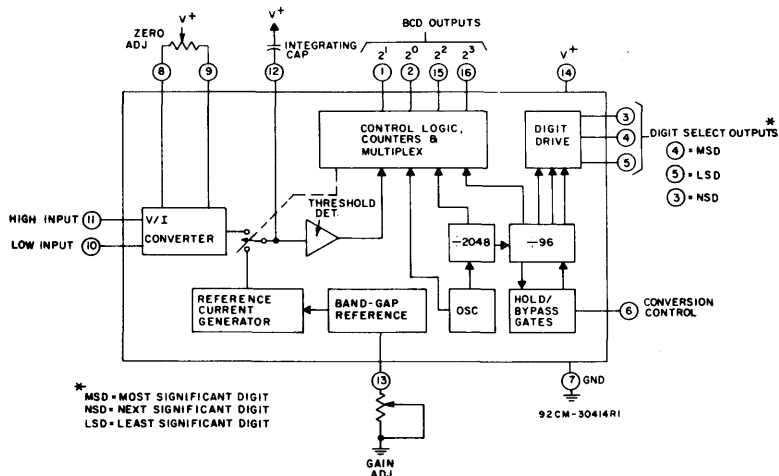 BCD OUTPUTS
ZERO
ADJ
V+
V+
INTEGRATING
CAP
2¹ 2⁰ 2² 2³
V+
8 9 12 1 2 15 16 14
CONTROL LOGIC,
COUNTERS &
MULTIPLEX
DIGIT
DRIVE
3
4
5
DIGIT SELECT OUTPUTS*
4 = MSD
5 = LSD
3 = NSD
HIGH INPUT 11
LOW INPUT 10
V/I
CONVERTER
THRESHOLD
DET.
÷2048
÷96
REFERENCE
CURRENT
GENERATOR
BAND-GAP
REFERENCE
OSC
HOLD/
BYPASS
GATES
6 CONVERSION
CONTROL
13
7 GND
*
MSD = MOST SIGNIFICANT DIGIT
NSD = NEXT SIGNIFICANT DIGIT
LSD = LEAST SIGNIFICANT DIGIT
92CM-30414R1
GAIN
ADJ